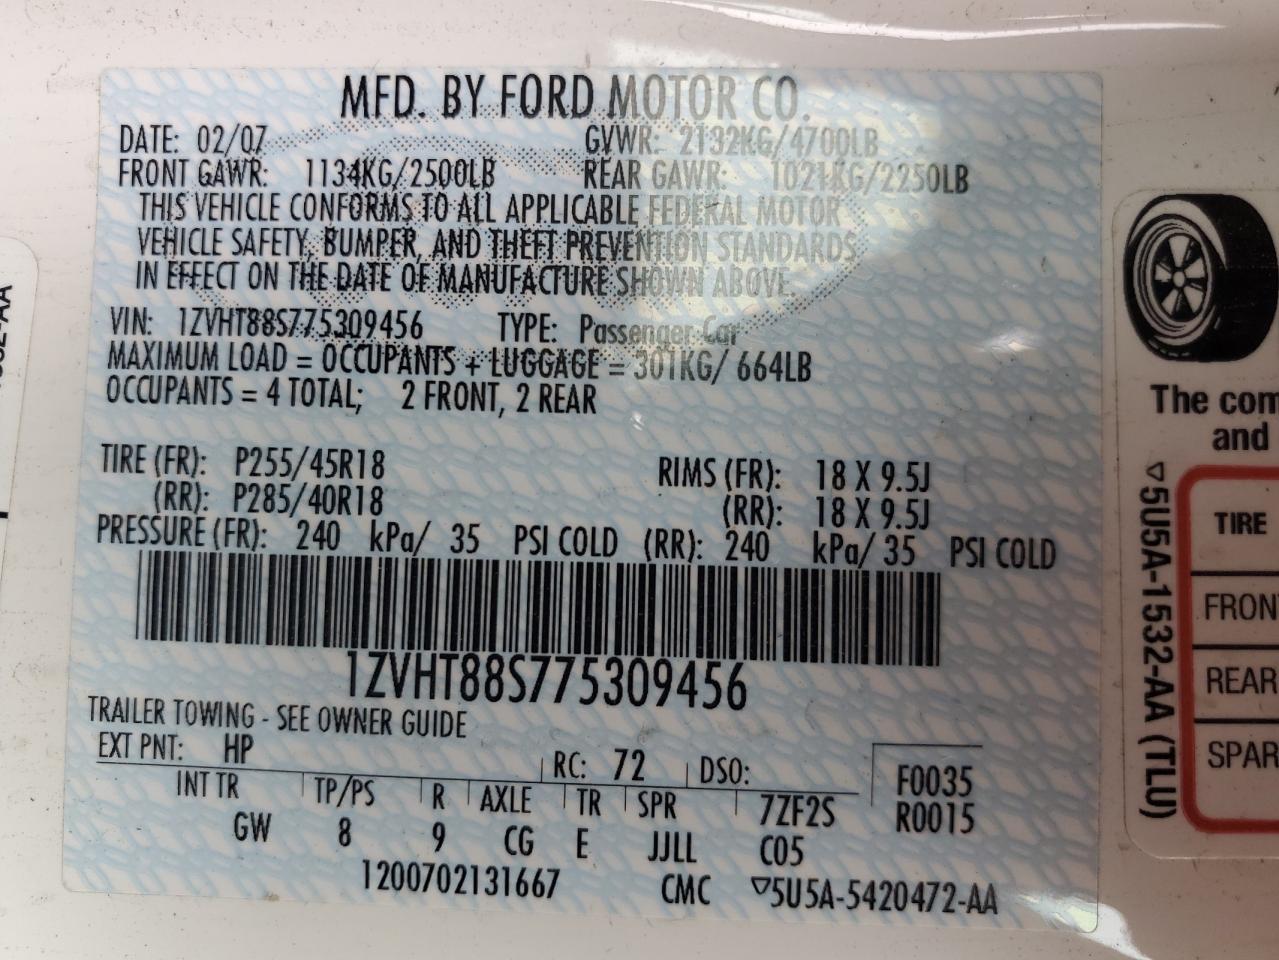 MFD. BY FORD MOTOR CO.
DATE: 02/07 GVWR: 2132KG/4700LB
FRONT GAWR: 1134KG/2500LB REAR GAWR: 1021KG/2250LB
THIS VEHICLE CONFORMS TO ALL APPLICABLE FEDERAL MOTOR
VEHICLE SAFETY, BUMPER, AND THEFT PREVENTION STANDARDS
IN EFFECT ON THE DATE OF MANUFACTURE SHOWN ABOVE.
VIN: 1ZVHT88S775309456 TYPE: Passenger Car
MAXIMUM LOAD = OCCUPANTS + LUGGAGE = 301KG/ 664LB
OCCUPANTS = 4 TOTAL; 2 FRONT, 2 REAR
TIRE (FR): P255/45R18 RIMS (FR): 18 X 9.5J
(RR): P285/40R18 (RR): 18 X 9.5J
PRESSURE (FR): 240 kPa/ 35 PSI COLD (RR): 240 kPa/ 35 PSI COLD
1ZVHT88S775309456
TRAILER TOWING - SEE OWNER GUIDE
EXT PNT: HP RC: 72 DSO: F0035
INT TR TP/PS R AXLE TR SPR 7ZF2S R0015
GW 8 9 CG E JJLL C05
1200702131667 CMC ▽5U5A-5420472-AA
The com
and
▽5U5A-1532-AA (TLU)
TIRE
FRON
REAR
SPAR